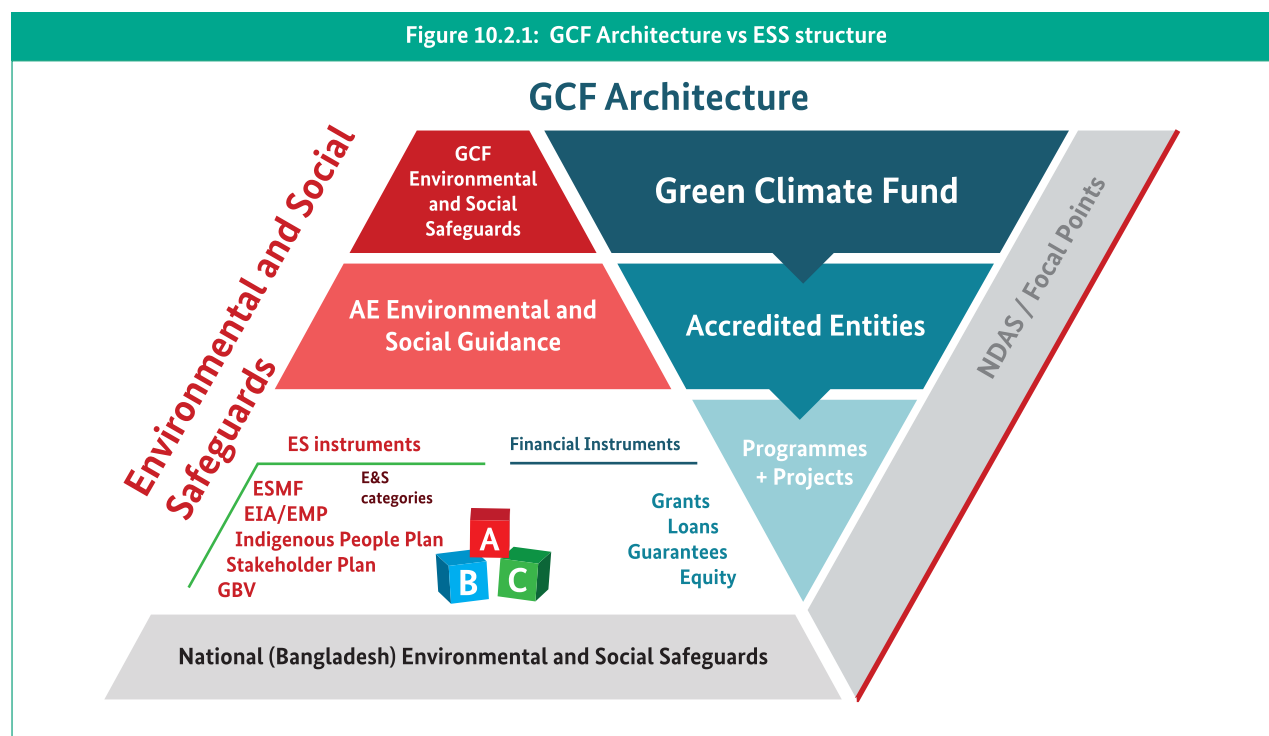 Figure 10.2.1: GCF Architecture vs ESS structure
GCF Architecture
Environmental and Social
Safeguards
GCF
Environmental
and Social
Safeguards
Green Climate Fund
NDAS / Focal Points
AE Environmental and
Social Guidance
Accredited Entities
ES instruments
E&S
categories
ESMF
EIA/EMP
Indigenous People Plan
Stakeholder Plan
GBV
A
B
C
Financial Instruments
Grants
Loans
Guarantees
Equity
Programmes
+ Projects
National (Bangladesh) Environmental and Social Safeguards